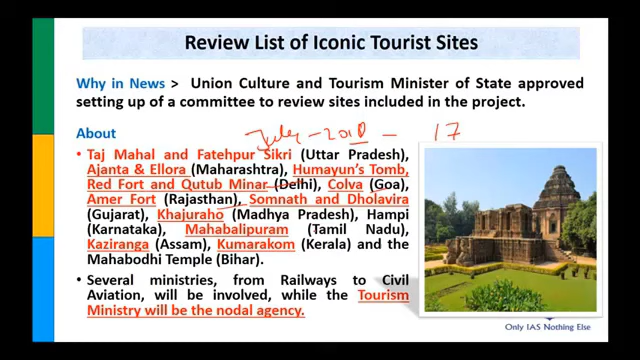 Review List of Iconic Tourist Sites
Why in News > Union Culture and Tourism Minister of State approved
setting up of a committee to review sites included in the project.
About
July - 2018 - 17
• Taj Mahal and Fatehpur Sikri (Uttar Pradesh),
Ajanta & Ellora (Maharashtra), Humayun's Tomb,
Red Fort and Qutub Minar (Delhi), Colva (Goa),
Amer Fort (Rajasthan), Somnath and Dholavira
(Gujarat), Khajuraho (Madhya Pradesh), Hampi
(Karnataka), Mahabalipuram (Tamil Nadu),
Kaziranga (Assam), Kumarakom (Kerala) and the
Mahabodhi Temple (Bihar).
• Several ministries, from Railways to Civil
Aviation, will be involved, while the Tourism
Ministry will be the nodal agency.
Only IAS Nothing Else